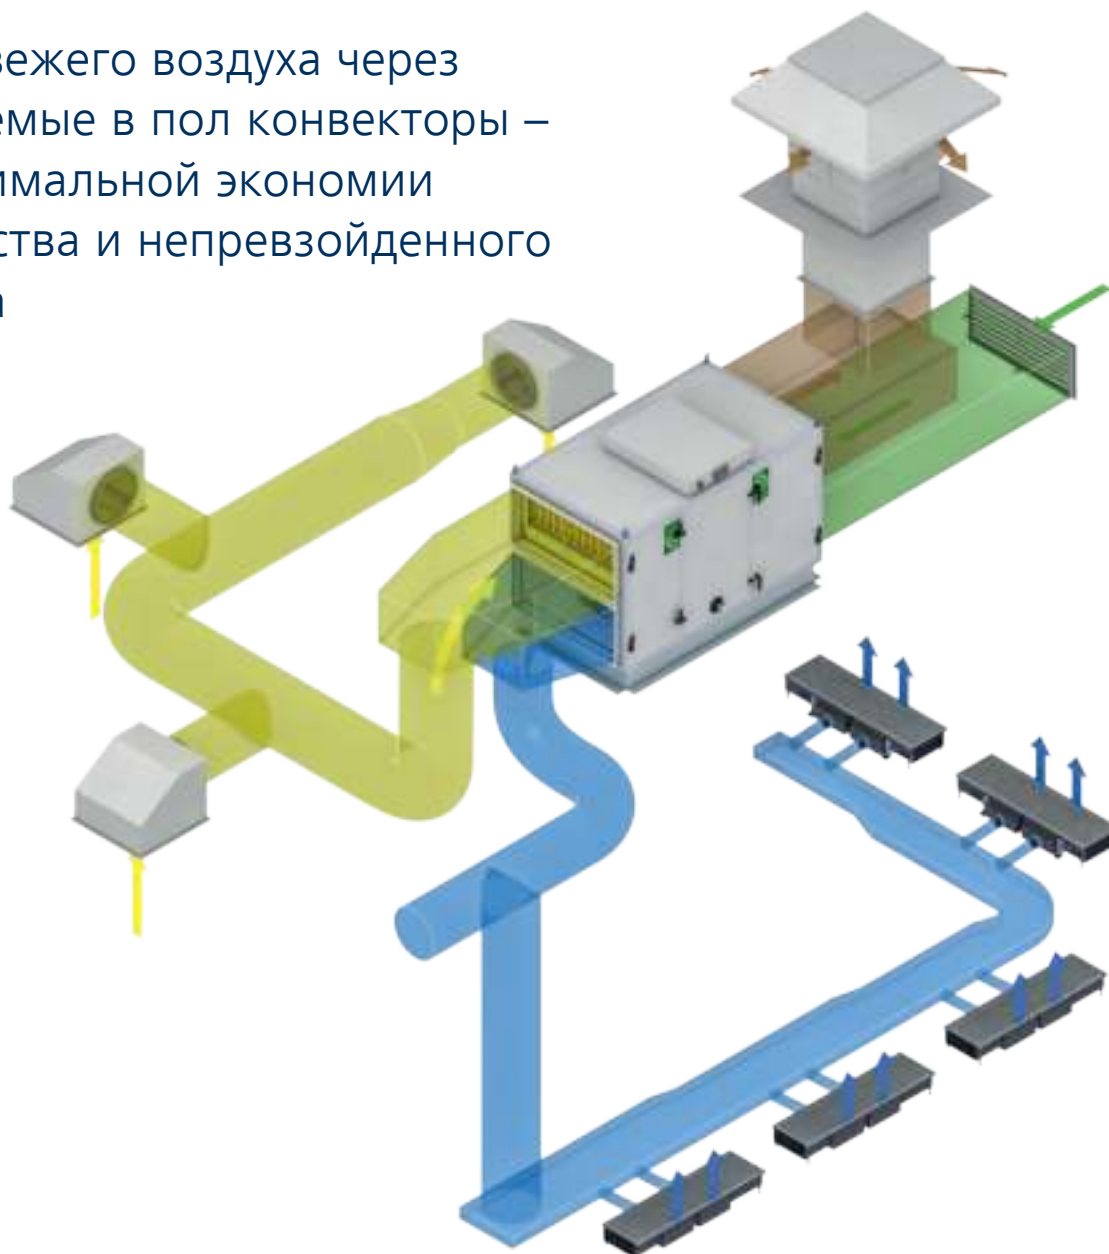 вежего воздуха через
емые в пол конвекторы –
имальной экономии
ства и непревзойденного
а